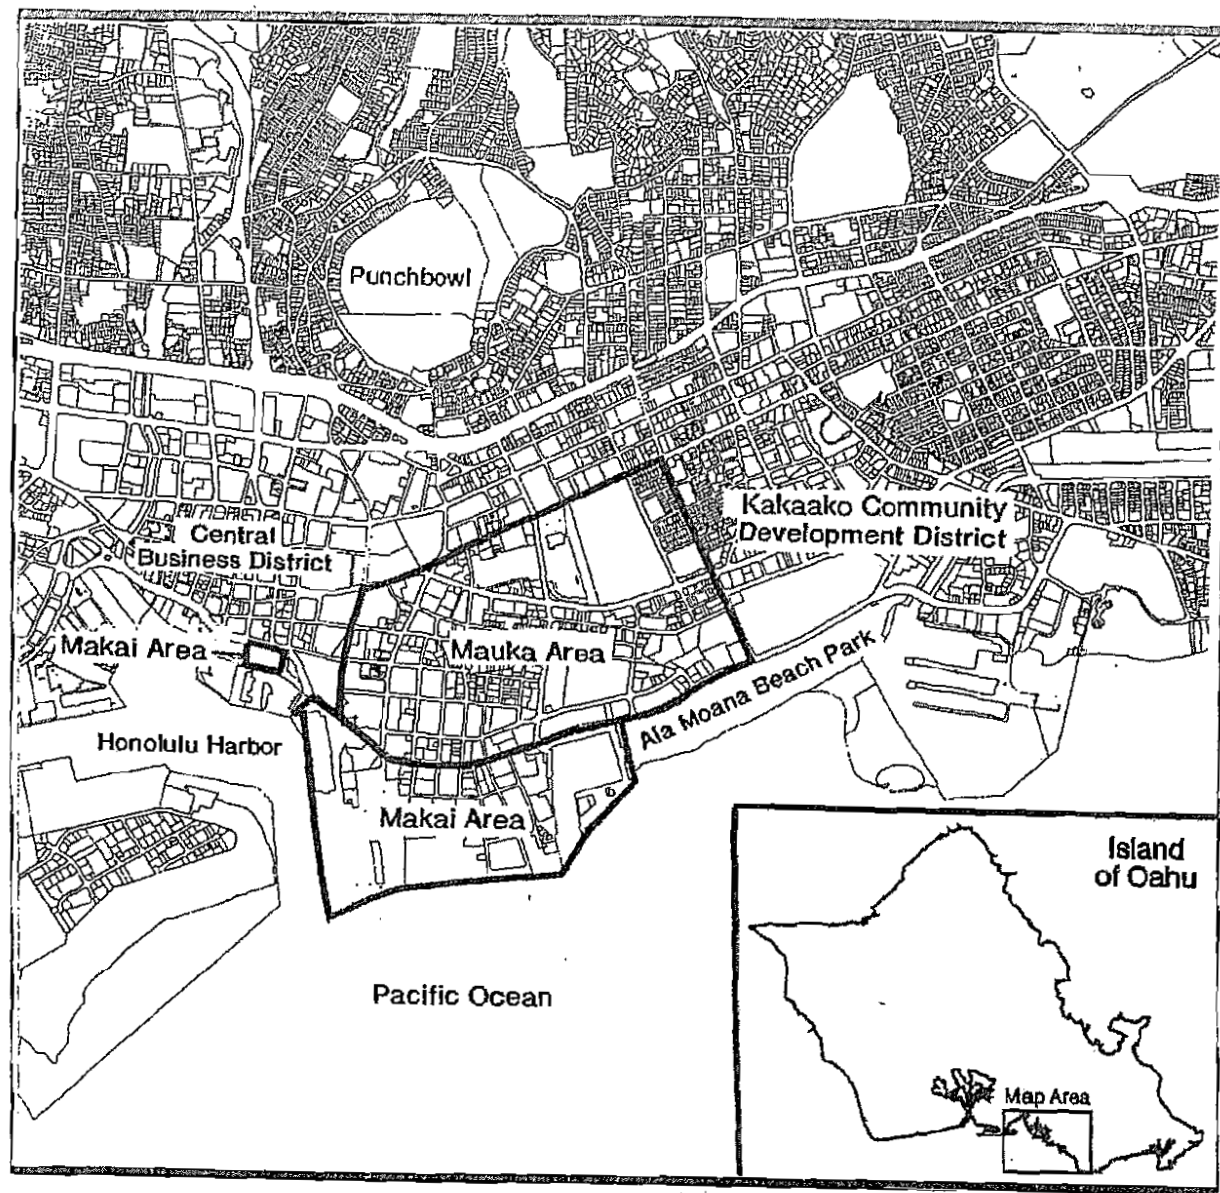 Punchbowl
Kakaako Community
Development District
Central
Business District
Makai Area
Mauka Area
Ala Moana Beach Park
Honolulu Harbor
Makai Area
Island
of Oahu
Pacific Ocean
Map Area